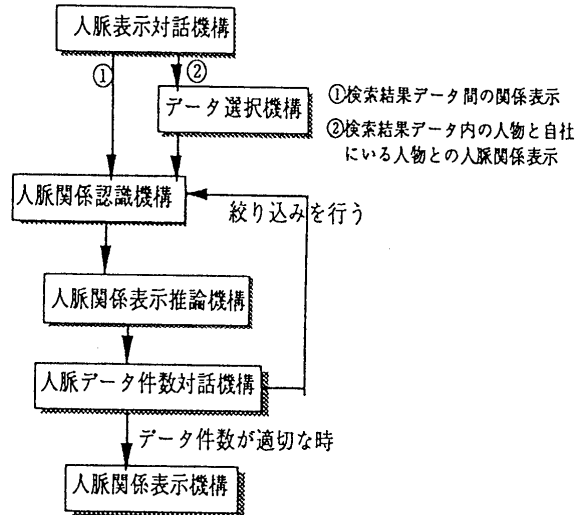 人脈表示対話機構
①
②
データ選択機構
①検索結果データ間の関係表示
②検索結果データ内の人物と自社
にいる人物との人脈関係表示
人脈関係認識機構
絞り込みを行う
人脈関係表示推論機構
人脈データ件数対話機構
データ件数が適切な時
人脈関係表示機構